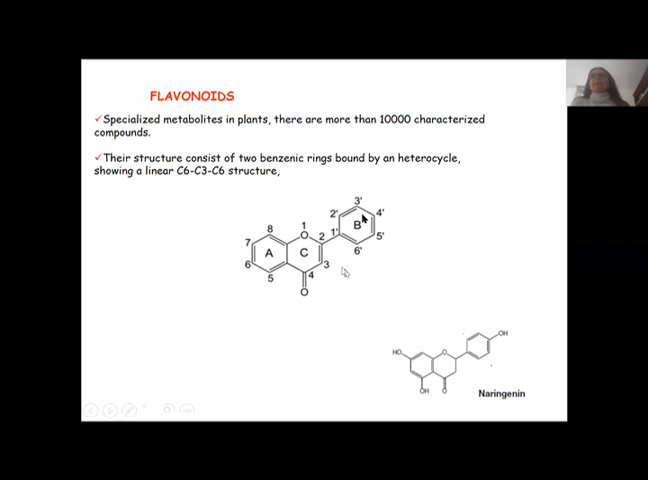 FLAVONOIDS
✓Specialized metabolites in plants, there are more than 10000 characterized
compounds.
✓Their structure consist of two benzenic rings bound by an heterocycle,
showing a linear C6-C3-C6 structure,
3'
2' 4'
8 1 1' B
7 O 2 5'
A C 6'
6 3
5 4
O
OH
HO O
OH O
Naringenin